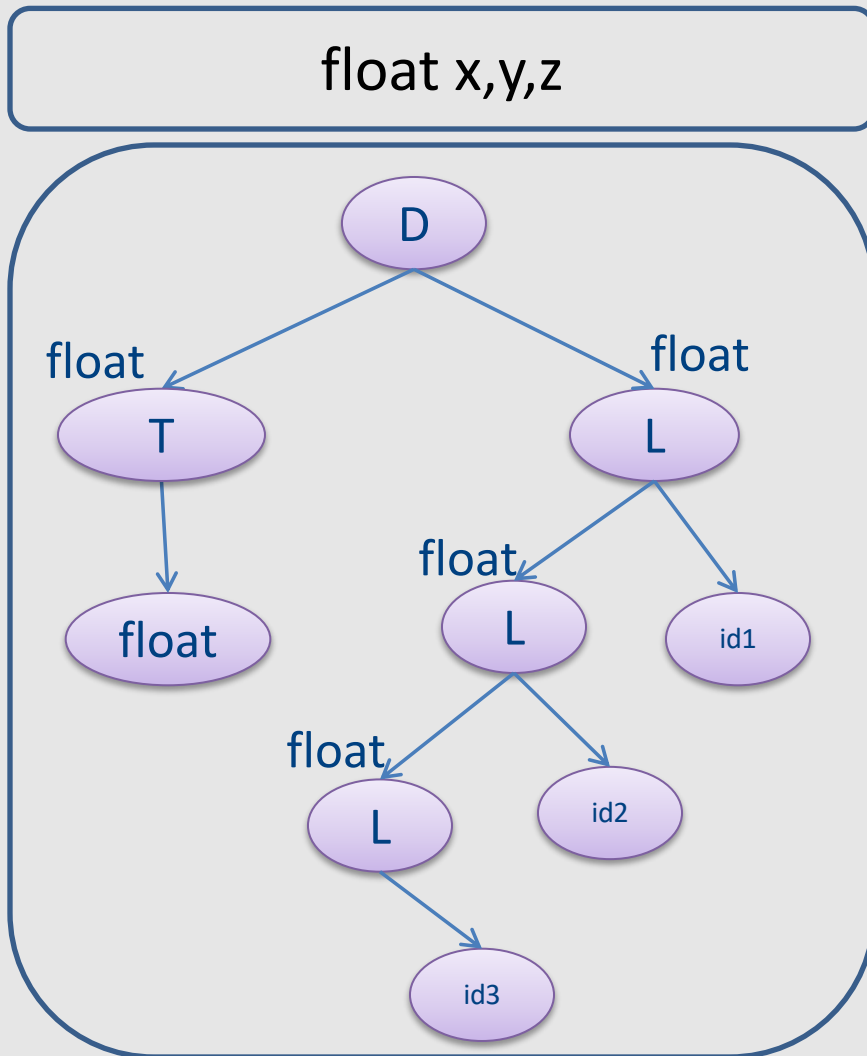 float x,y,z
D
float
float
T
L
float
float
L
id1
float
L
id2
id3